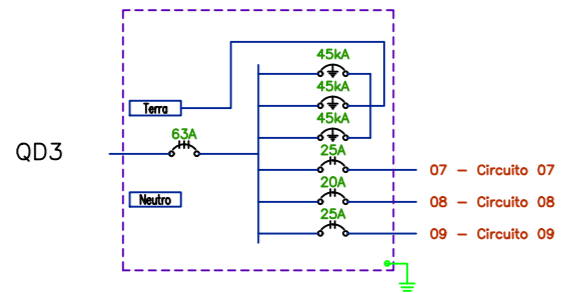 45kA
45kA
Terra
45kA
63A
QD3
25A
07 - Circuito 07
20A
Neutro
08 - Circuito 08
25A
09 - Circuito 09